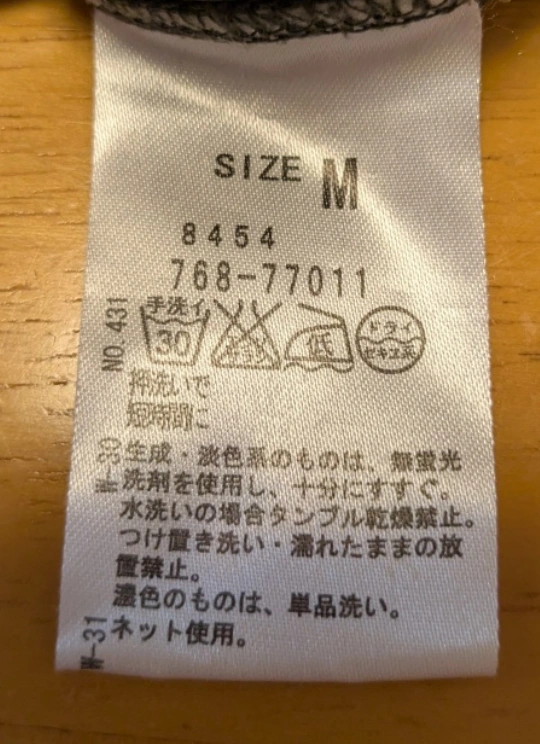 SIZE M
8454
768-77011
NO.431
手洗イ
30
低
ドライ
セキユ系
押洗いで
短時間に
W-30
生成・淡色系のものは、無蛍光
洗剤を使用し、十分にすすぐ。
水洗いの場合タンブル乾燥禁止。
つけ置き洗い・濡れたままの放
置禁止。
濃色のものは、単品洗い。
W-31
ネット使用。